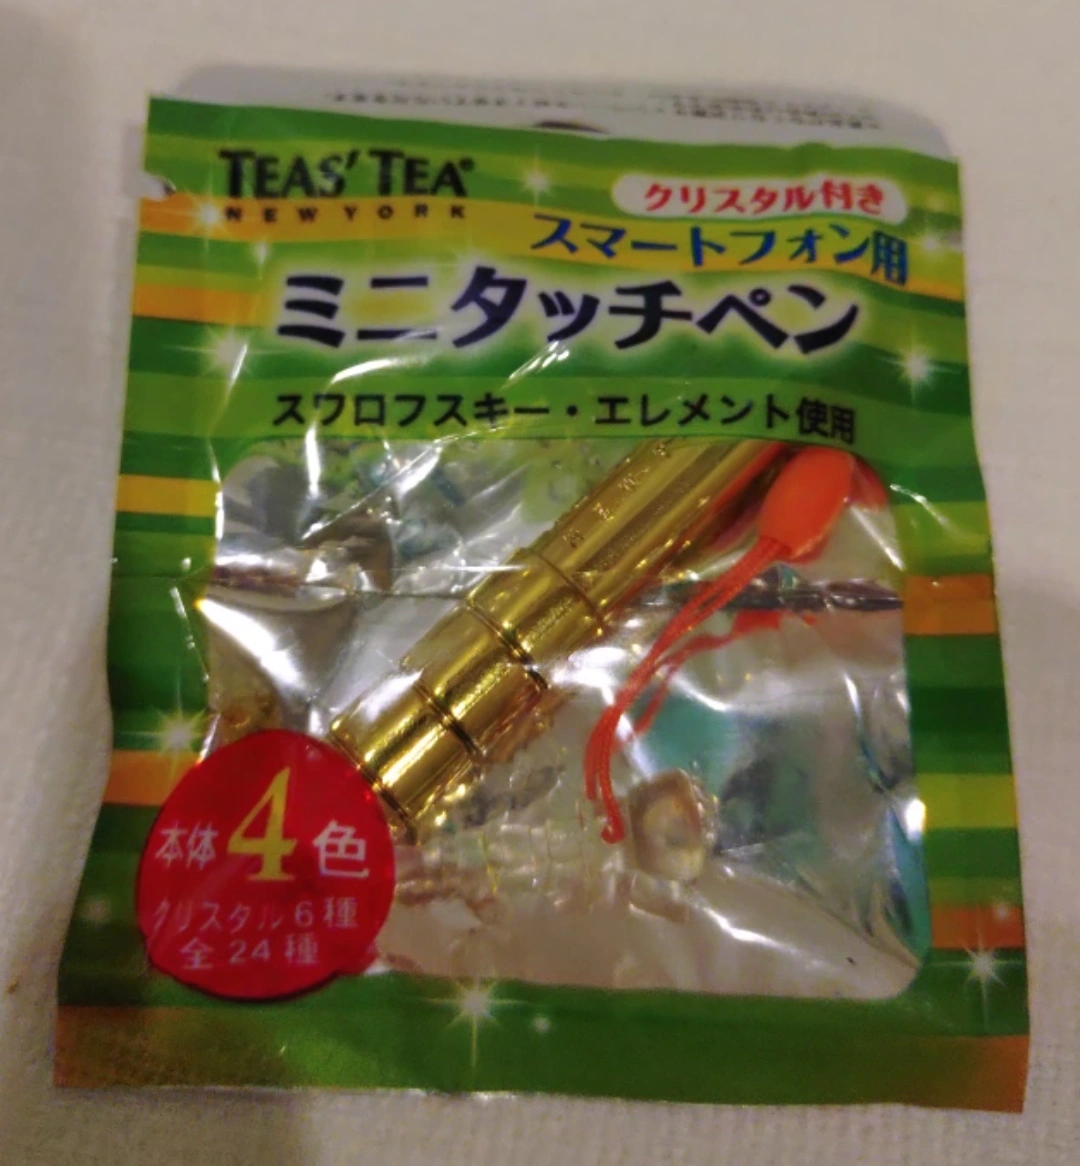 TEAS' TEA®
NEW YORK
クリスタル付き
スマートフォン用
ミニタッチペン
スワロフスキー・エレメント使用
本体4色
クリスタル6種
全24種